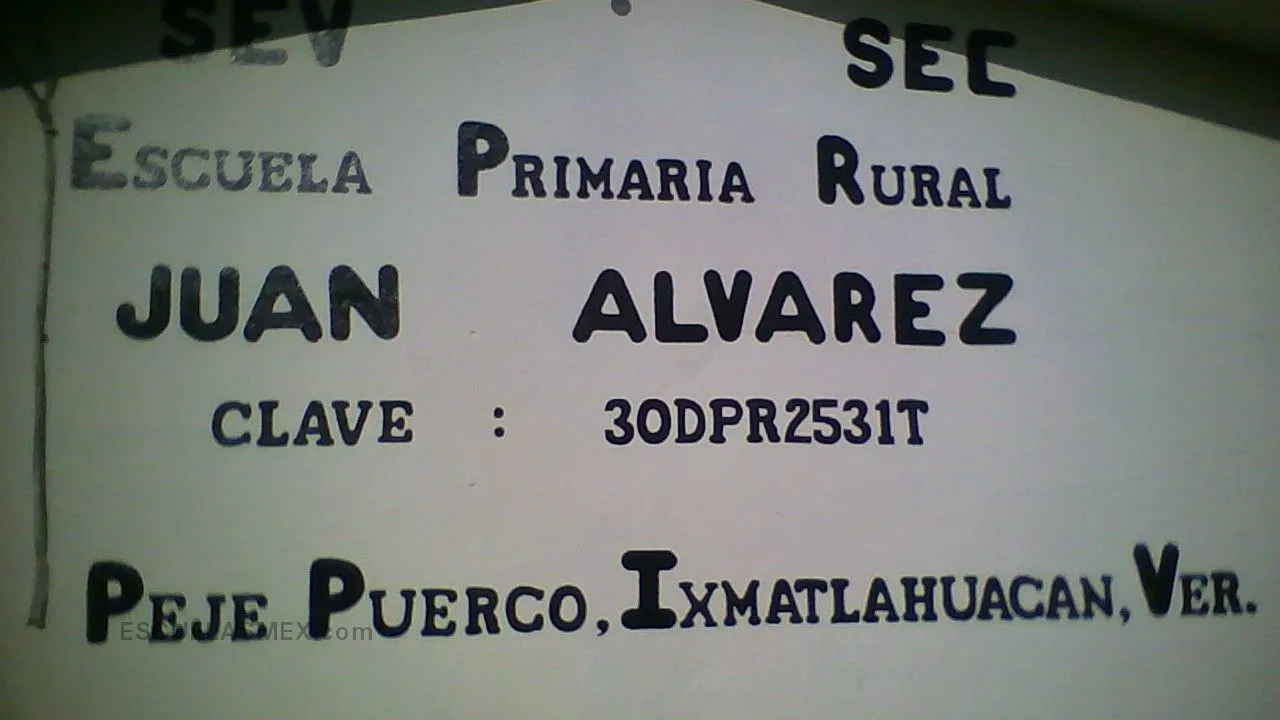 SEV SEC
ESCUELA PRIMARIA RURAL
JUAN ALVAREZ
CLAVE : 30DPR2531T
PEJE PUERCO, IXMATLAHUACAN, VER.